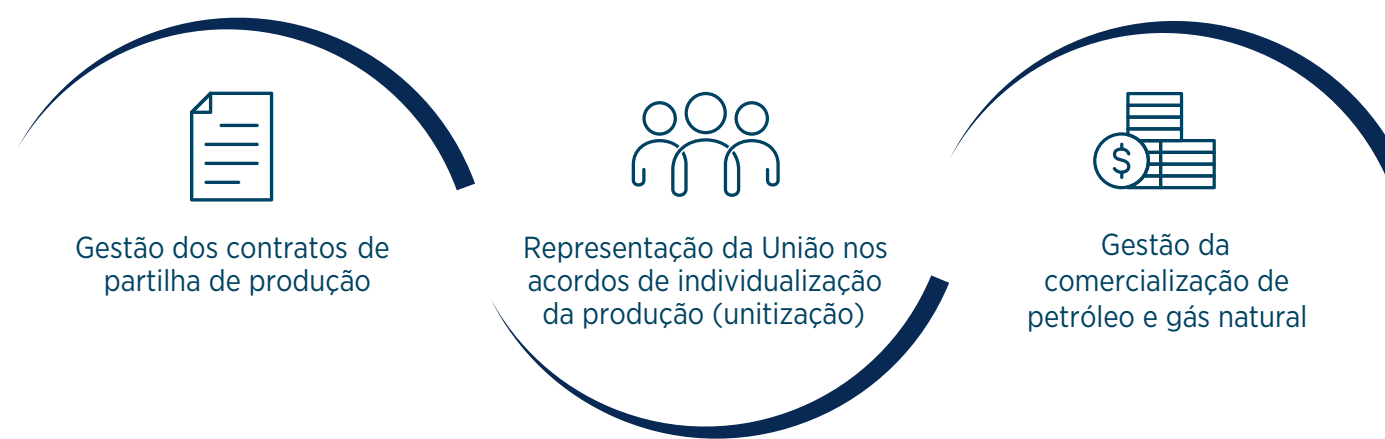 Gestão dos contratos de
partilha de produção
Representação da União nos
acordos de individualização
da produção (unitização)
$
Gestão da
comercialização de
petróleo e gás natural